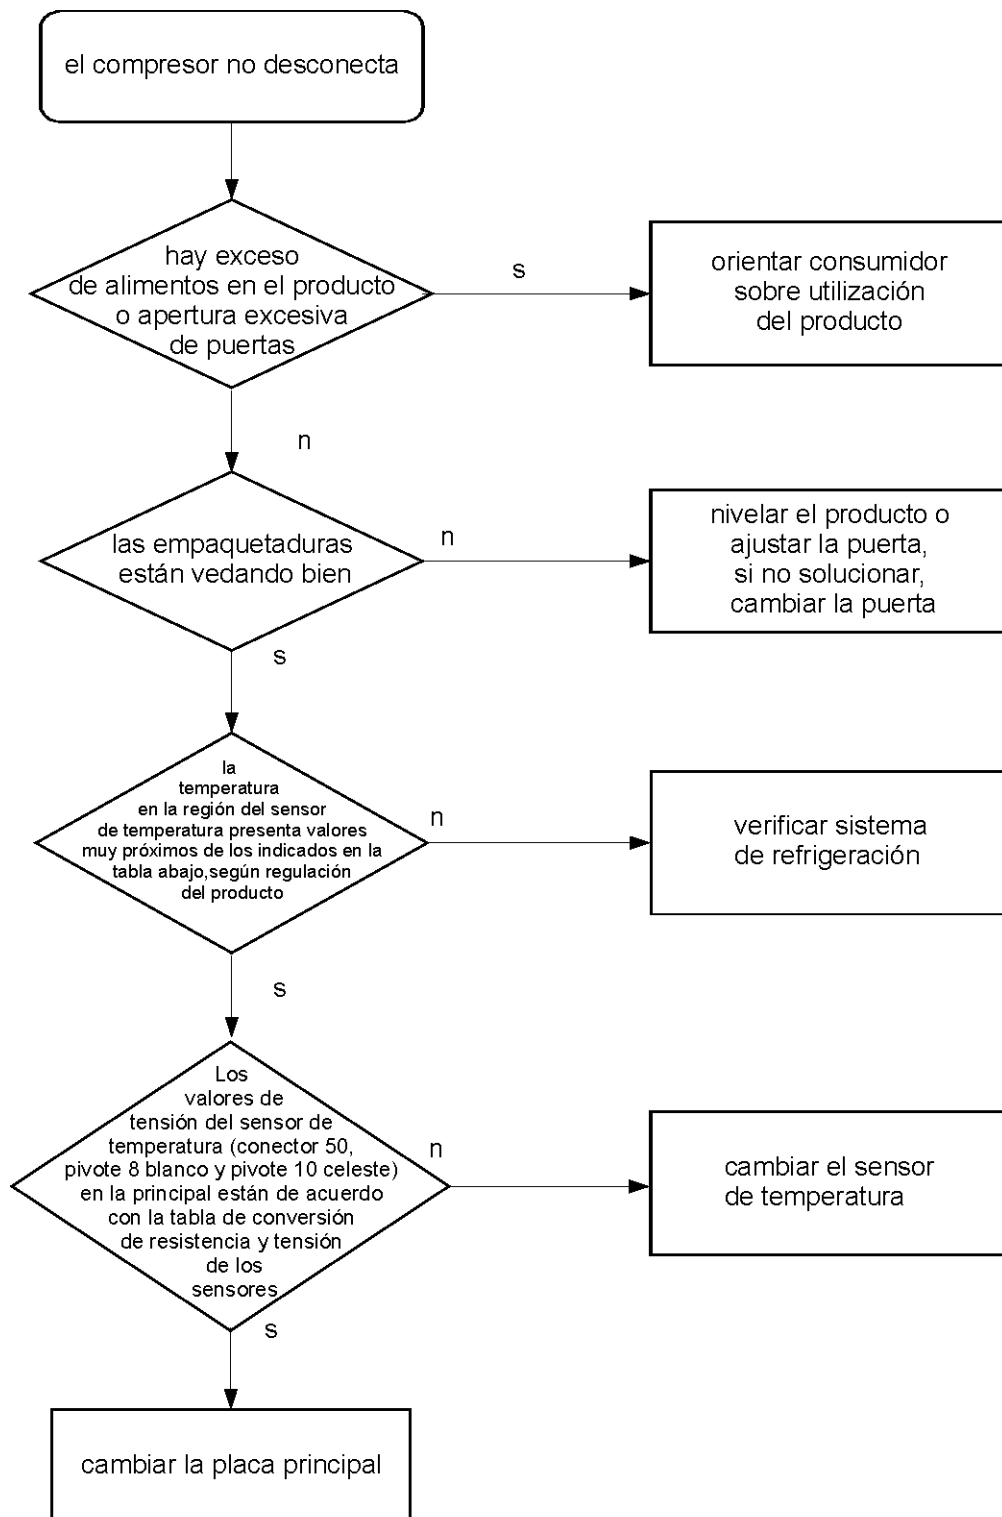 el compresor no desconecta
hay exceso
de alimentos en el producto
o apertura excesiva
de puertas
s
orientar consumidor
sobre utilización
del producto
n
las empaquetaduras
están vedando bien
n
nivelar el producto o
ajustar la puerta,
si no solucionar,
cambiar la puerta
s
la
temperatura
en la región del sensor
de temperatura presenta valores
muy próximos de los indicados en la
tabla abajo,según regulación
del producto
n
verificar sistema
de refrigeración
s
Los
valores de
tensión del sensor de
temperatura (conector 50,
pivote 8 blanco y pivote 10 celeste)
en la principal están de acuerdo
con la tabla de conversión
de resistencia y tensión
de los
sensores
n
cambiar el sensor
de temperatura
s
cambiar la placa principal